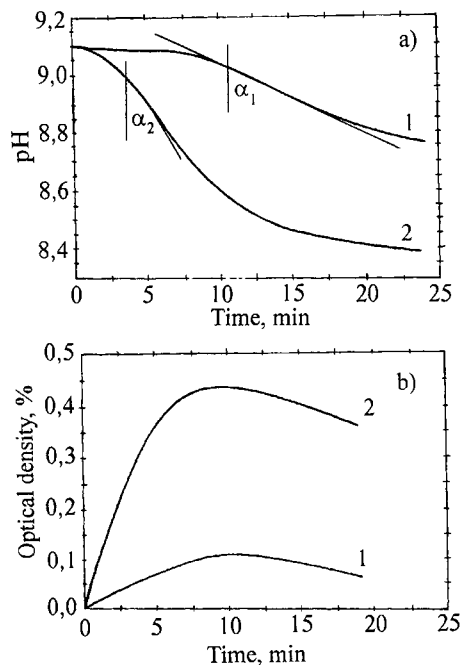 9,2
a)
9,0
α₁
α₂
8,8
1
pH
8,6
2
8,4
0 5 10 15 20 25
Time, min
0,5
b)
0,4
2
0,3
Optical density, %
0,2
0,1
1
0,0
0 5 10 15 20 25
Time, min